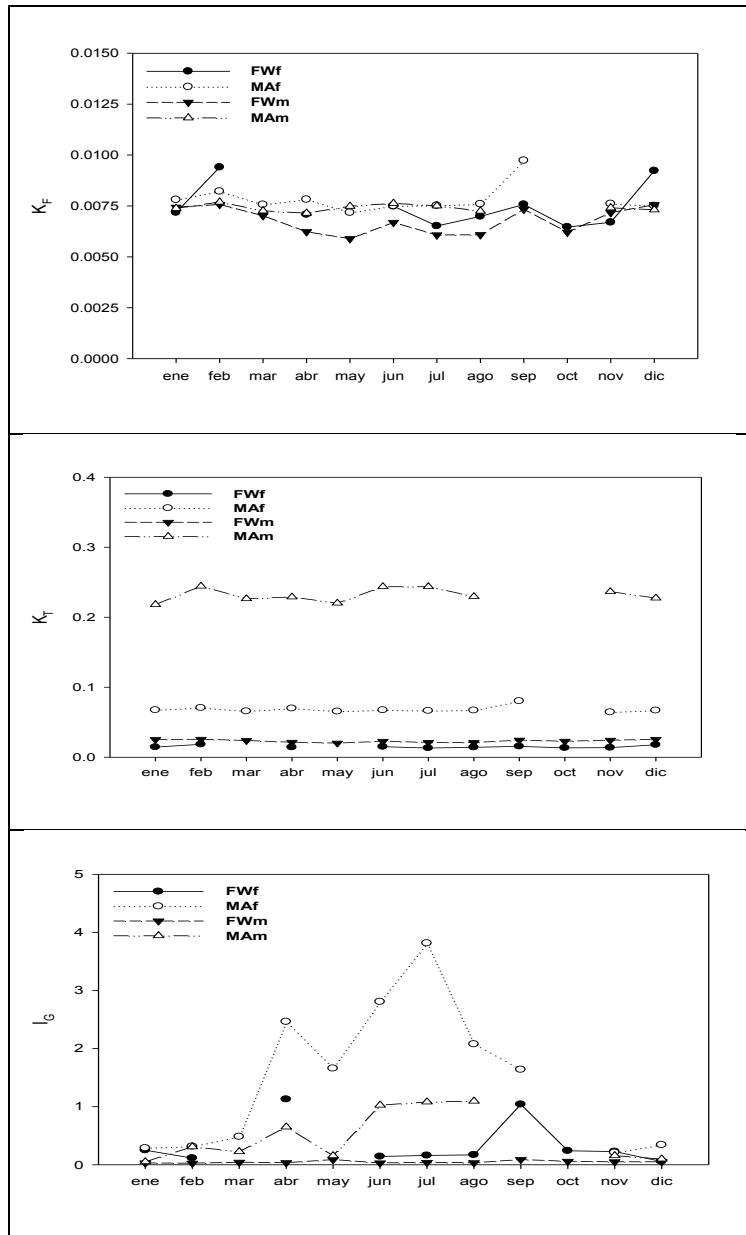 0.0150
0.0125
0.0100
0.0075
0.0050
0.0025
0.0000
K_F
FWf
MAf
FWm
MAm
ene feb mar abr may jun jul ago sep oct nov dic
0.4
0.3
0.2
0.1
0.0
K_T
FWf
MAf
FWm
MAm
ene feb mar abr may jun jul ago sep oct nov dic
5
4
3
2
1
0
I_G
FWf
MAf
FWm
MAm
ene feb mar abr may jun jul ago sep oct nov dic